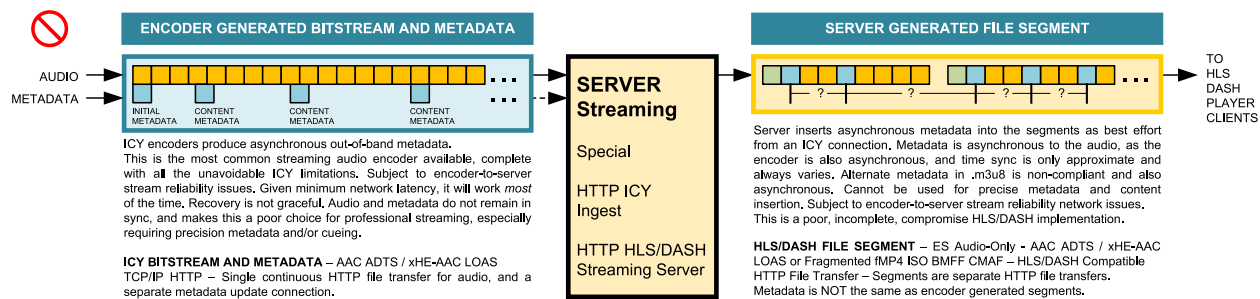 ENCODER GENERATED BITSTREAM AND METADATA
AUDIO
METADATA
INITIAL
METADATA
CONTENT
METADATA
CONTENT
METADATA
CONTENT
METADATA
ICY encoders produce asynchronous out-of-band metadata.
This is the most common streaming audio encoder available, complete
with all the unavoidable ICY limitations. Subject to encoder-to-server
stream reliability issues. Given minimum network latency, it will work most
of the time. Recovery is not graceful. Audio and metadata do not remain in
sync, and makes this a poor choice for professional streaming, especially
requiring precision metadata and/or cueing.
ICY BITSTREAM AND METADATA – AAC ADTS / xHE-AAC LOAS
TCP/IP HTTP – Single continuous HTTP file transfer for audio, and a
separate metadata update connection.
SERVER
Streaming
Special
HTTP ICY
Ingest
HTTP HLS/DASH
Streaming Server
SERVER GENERATED FILE SEGMENT
? ? ? ?
TO
HLS
DASH
PLAYER
CLIENTS
Server inserts asynchronous metadata into the segments as best effort
from an ICY connection. Metadata is asynchronous to the audio, as the
encoder is also asynchronous, and time sync is only approximate and
always varies. Alternate metadata in .m3u8 is non-compliant and also
asynchronous. Cannot be used for precise metadata and content
insertion. Subject to encoder-to-server stream reliability network issues.
This is a poor, incomplete, compromise HLS/DASH implementation.
HLS/DASH FILE SEGMENT – ES Audio-Only - AAC ADTS / xHE-AAC
LOAS or Fragmented fMP4 ISO BMFF CMAF – HLS/DASH Compatible
HTTP File Transfer – Segments are separate HTTP file transfers.
Metadata is NOT the same as encoder generated segments.